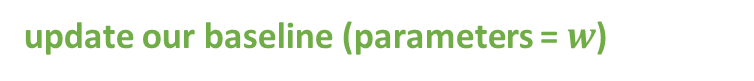 update our baseline (parameters = w)